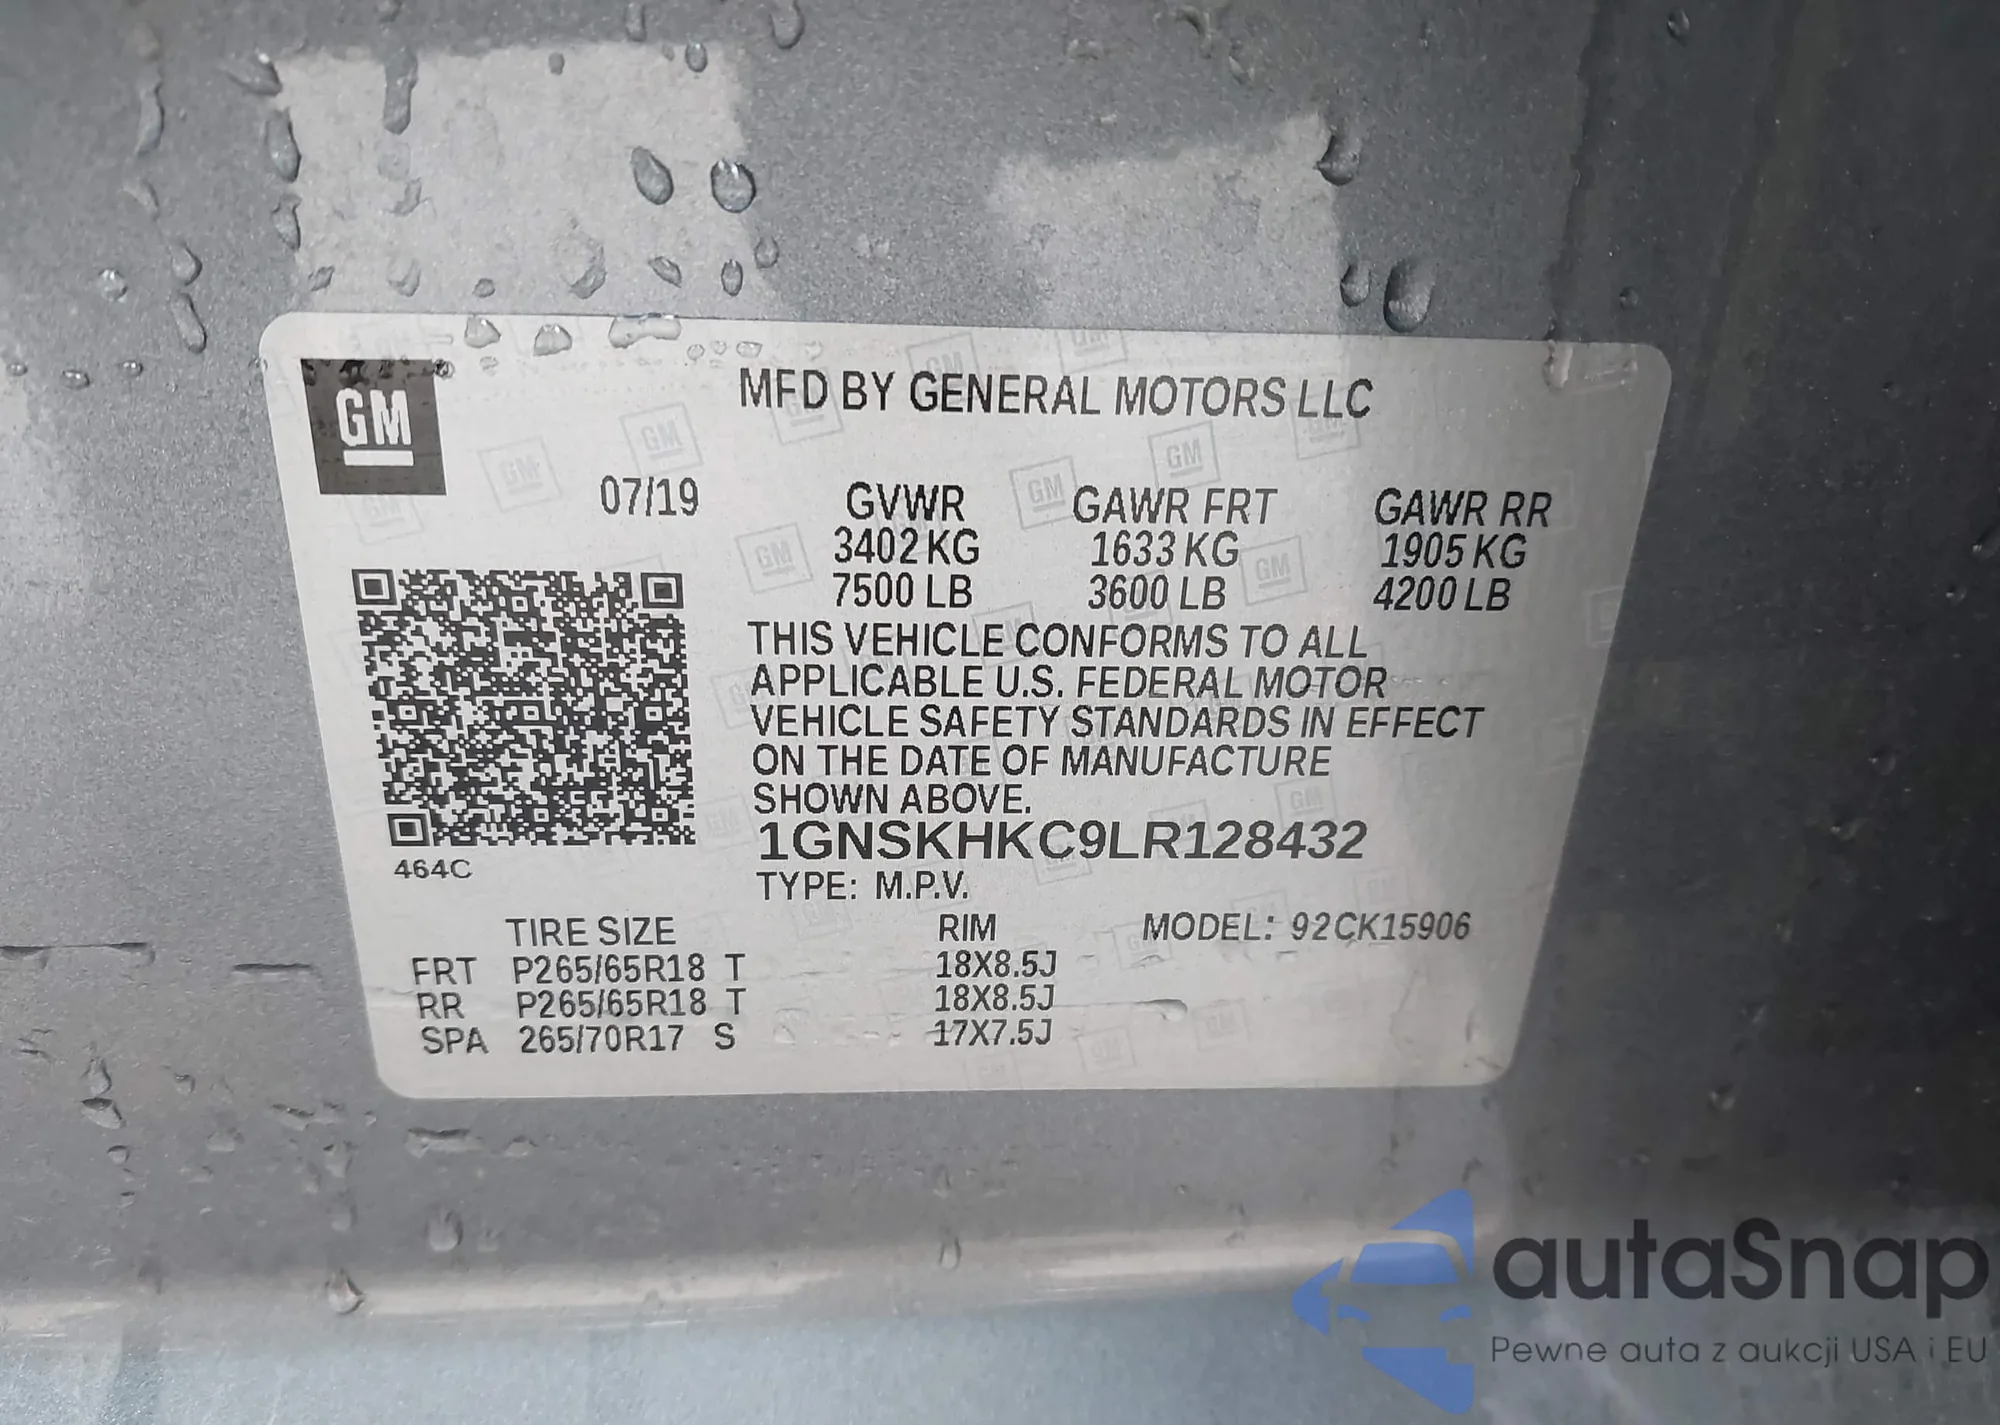 GM
MFD BY GENERAL MOTORS LLC
07/19
GVWR GAWR FRT GAWR RR
3402 KG 1633 KG 1905 KG
7500 LB 3600 LB 4200 LB
THIS VEHICLE CONFORMS TO ALL
APPLICABLE U.S. FEDERAL MOTOR
VEHICLE SAFETY STANDARDS IN EFFECT
ON THE DATE OF MANUFACTURE
SHOWN ABOVE.
1GNSKHKC9LR128432
464C
TYPE: M.P.V.
TIRE SIZE RIM MODEL: 92CK15906
FRT P265/65R18 T 18X8.5J
RR P265/65R18 T 18X8.5J
SPA 265/70R17 S 17X7.5J
autaSnap
Pewne auta z aukcji USA i EU